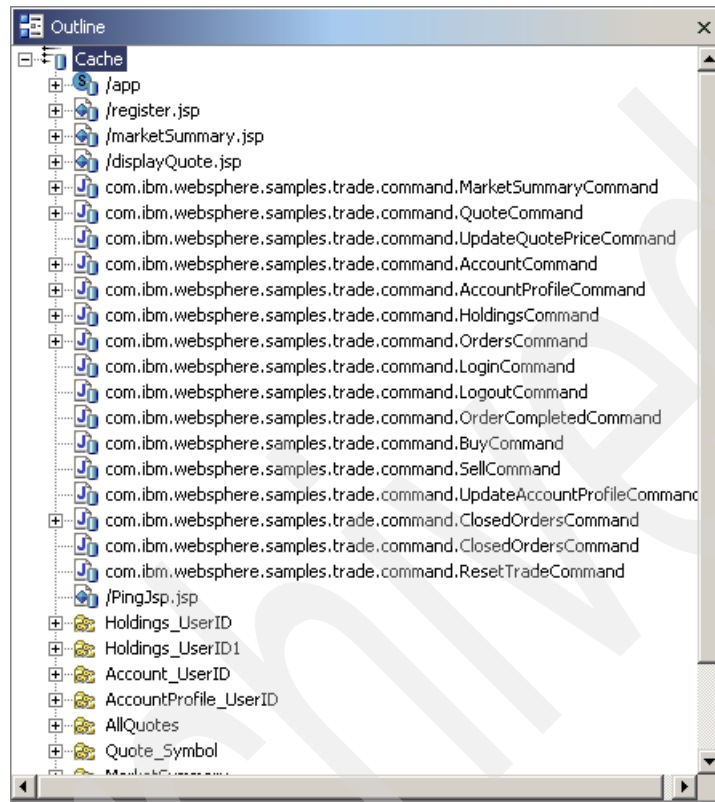 Outline
Cache
/app
/register.jsp
/marketSummary.jsp
/displayQuote.jsp
com.ibm.websphere.samples.trade.command.MarketSummaryCommand
com.ibm.websphere.samples.trade.command.QuoteCommand
com.ibm.websphere.samples.trade.command.UpdateQuotePriceCommand
com.ibm.websphere.samples.trade.command.AccountCommand
com.ibm.websphere.samples.trade.command.AccountProfileCommand
com.ibm.websphere.samples.trade.command.HoldingsCommand
com.ibm.websphere.samples.trade.command.OrdersCommand
com.ibm.websphere.samples.trade.command.LoginCommand
com.ibm.websphere.samples.trade.command.LogoutCommand
com.ibm.websphere.samples.trade.command.OrderCompletedCommand
com.ibm.websphere.samples.trade.command.BuyCommand
com.ibm.websphere.samples.trade.command.SellCommand
com.ibm.websphere.samples.trade.command.UpdateAccountProfileCommand
com.ibm.websphere.samples.trade.command.ClosedOrdersCommand
com.ibm.websphere.samples.trade.command.ClosedOrdersCommand
com.ibm.websphere.samples.trade.command.ResetTradeCommand
/PingJsp.jsp
Holdings_UserID
Holdings_UserID1
Account_UserID
AccountProfile_UserID
AllQuotes
Quote_Symbol